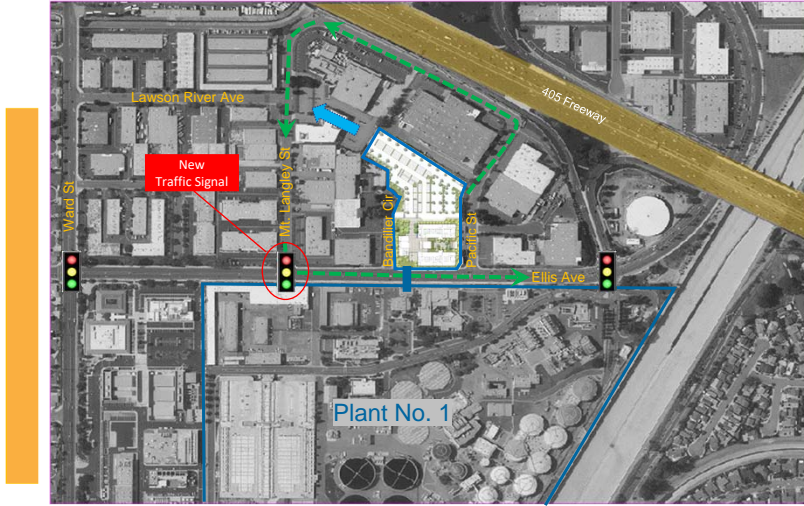 405 Freeway
Lawson River Ave
New
Traffic Signal
Mt. Langley St
Ward St
Bandilier Cir
Pacific St
Ellis Ave
Plant No. 1